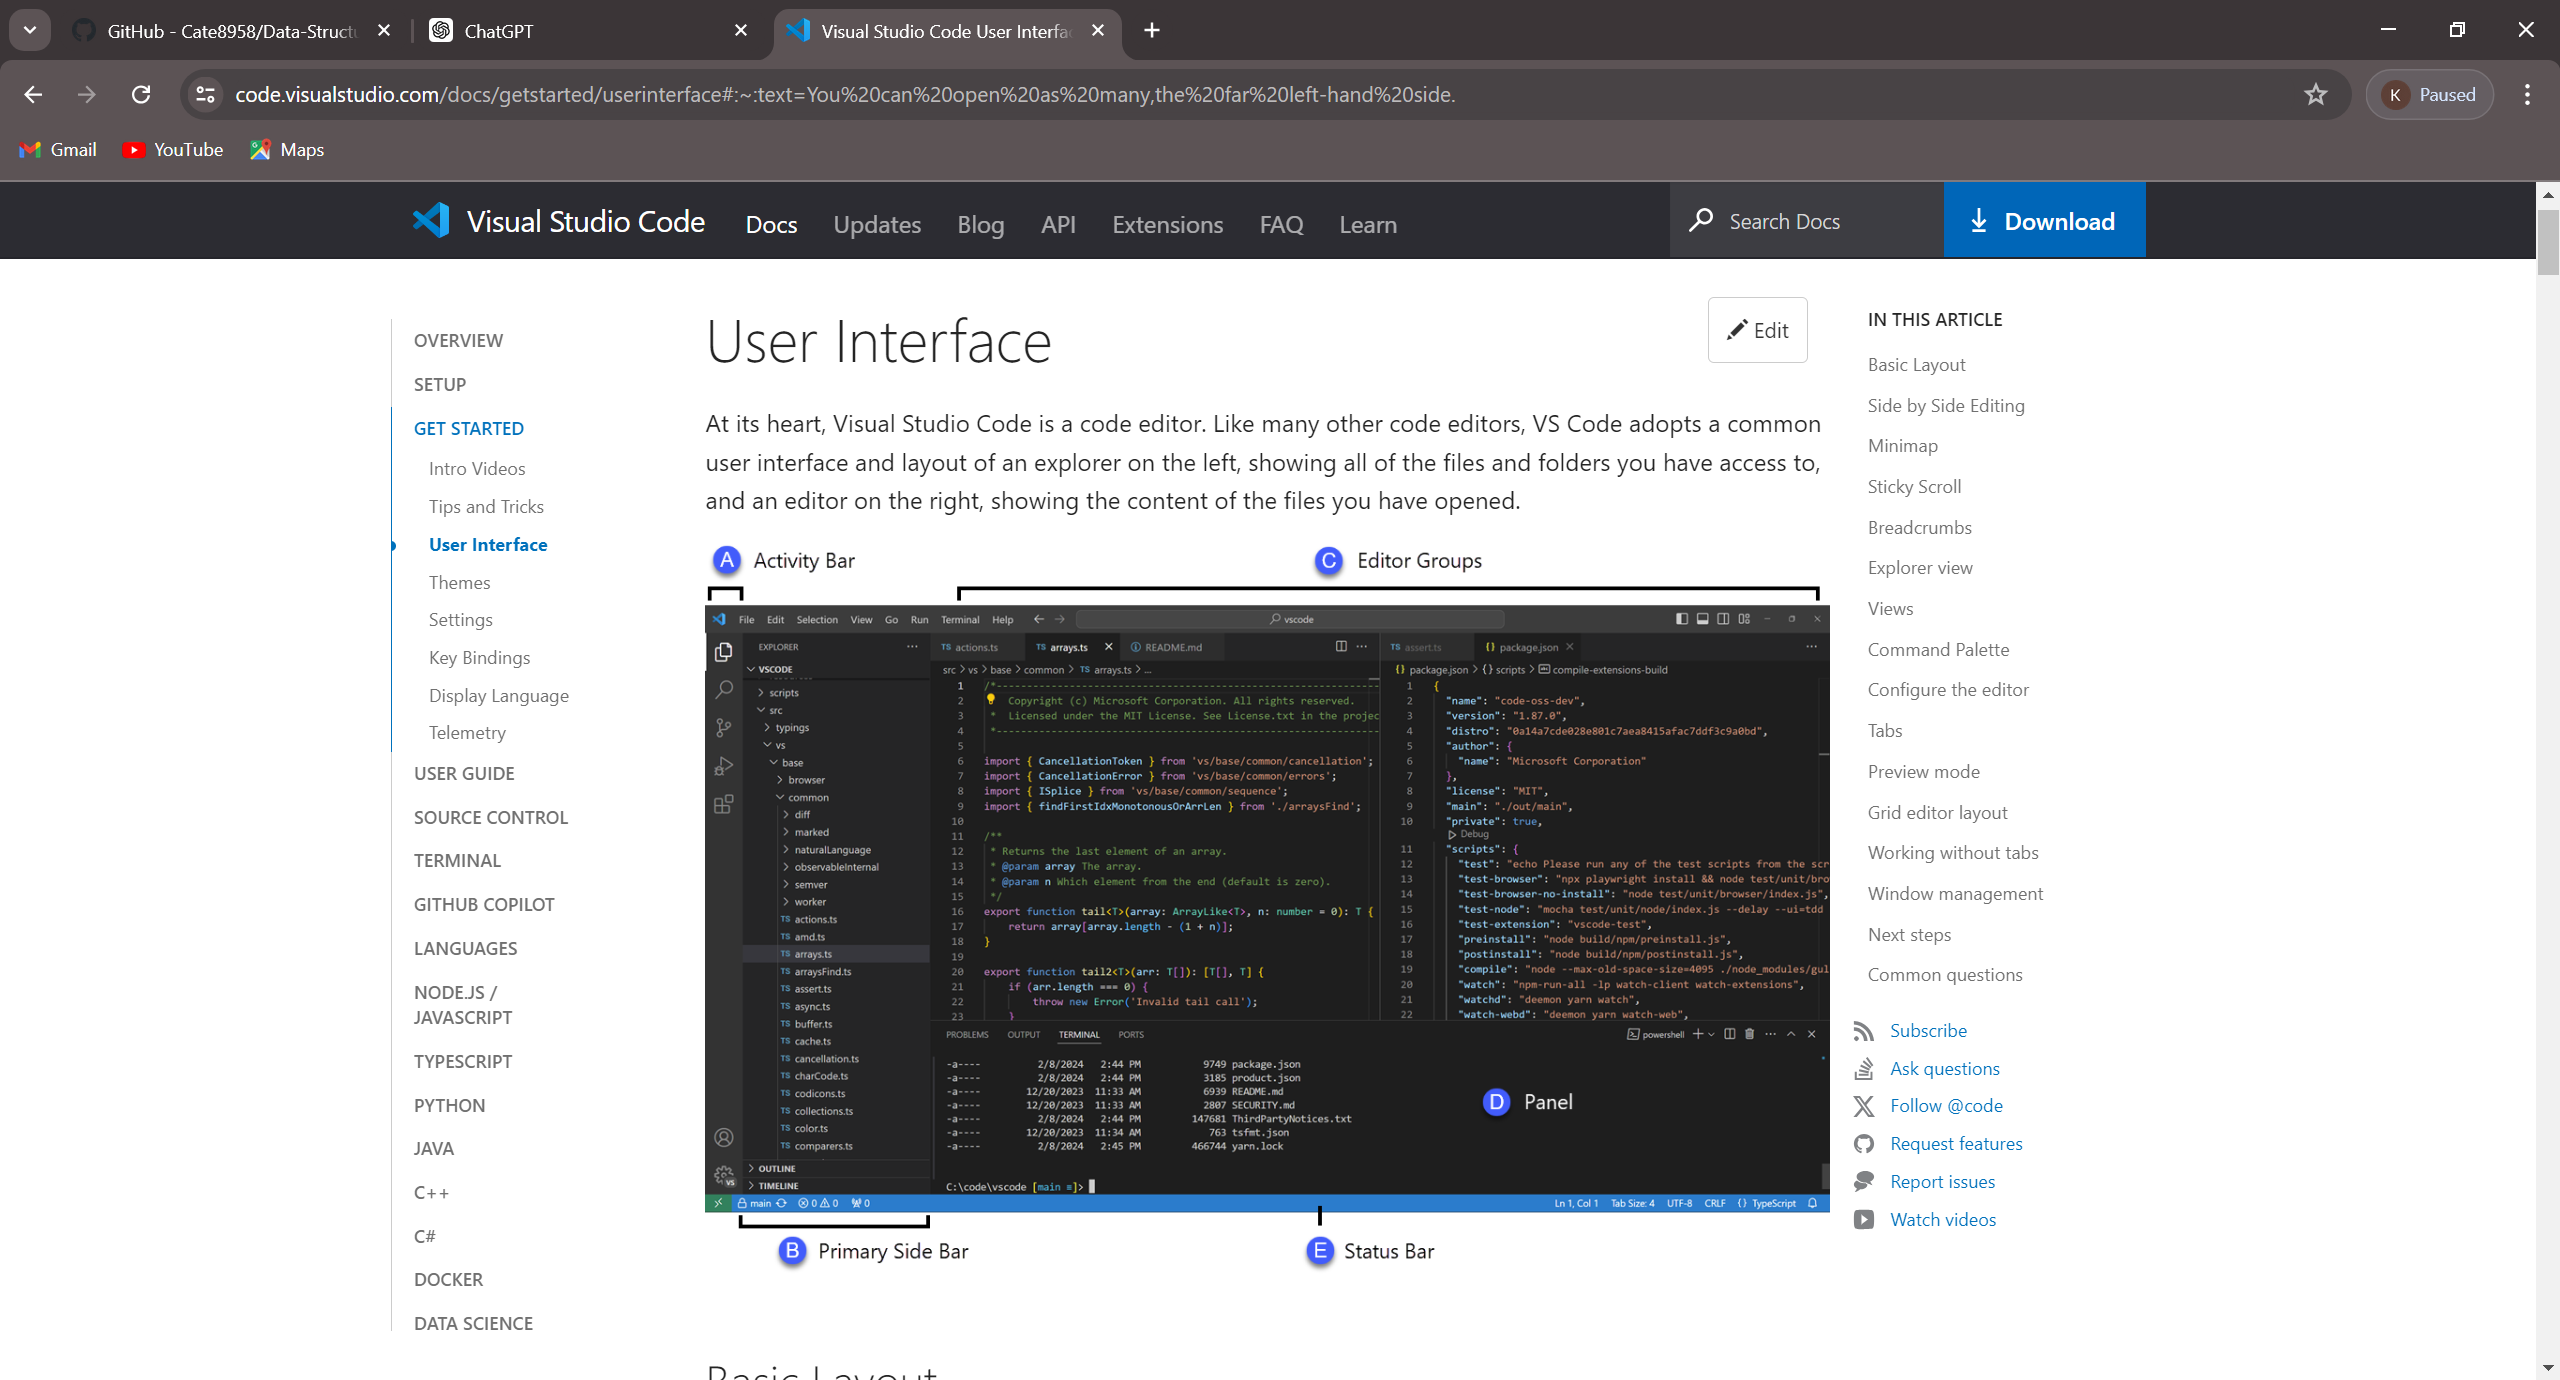 GitHub - Cate8958/Data-Structu
ChatGPT
Visual Studio Code User Interfac
code.visualstudio.com/docs/getstarted/userinterface#:~:text=You%20can%20open%20as%20many,the%20far%20left-hand%20side.
K Paused
Gmail YouTube Maps
Visual Studio Code Docs Updates Blog API Extensions FAQ Learn Search Docs Download
OVERVIEW
SETUP
GET STARTED
Intro Videos
Tips and Tricks
User Interface
Themes
Settings
Key Bindings
Display Language
Telemetry
USER GUIDE
SOURCE CONTROL
TERMINAL
GITHUB COPILOT
LANGUAGES
NODE.JS /
JAVASCRIPT
TYPESCRIPT
PYTHON
JAVA
C++
C#
DOCKER
DATA SCIENCE
User Interface
Edit
At its heart, Visual Studio Code is a code editor. Like many other code editors, VS Code adopts a common
user interface and layout of an explorer on the left, showing all of the files and folders you have access to,
and an editor on the right, showing the content of the files you have opened.
A Activity Bar
C Editor Groups
File Edit Selection View Go Run Terminal Help vscode
EXPLORER
VSCODE
scripts
src
typings
vs
base
browser
common
diff
marked
naturalLanguage
observableInternal
semver
worker
TS actions.ts
TS amd.ts
TS arrays.ts
TS arraysFind.ts
TS assert.ts
TS async.ts
TS buffer.ts
TS cache.ts
TS cancellation.ts
TS charCode.ts
TS codicons.ts
TS collections.ts
TS color.ts
TS comparers.ts
OUTLINE
TIMELINE
TS actions.ts TS arrays.ts README.md
src > vs > base > common > TS arrays.ts > ...
1 /*---------------------------------------------------------------
2 Copyright (c) Microsoft Corporation. All rights reserved.
3 * Licensed under the MIT License. See License.txt in the projec
4 *---------------------------------------------------------------
5
6 import { CancellationToken } from 'vs/base/common/cancellation';
7 import { CancellationError } from 'vs/base/common/errors';
8 import { ISplice } from 'vs/base/common/sequence';
9 import { findFirstIdxMonotonousOrArrLen } from './arraysFind';
10
11 /**
12 * Returns the last element of an array.
13 * @param array The array.
14 * @param n Which element from the end (default is zero).
15 */
16 export function tail<T>(array: ArrayLike<T>, n: number = 0): T {
17 return array[array.length - (1 + n)];
18 }
19
20 export function tail2<T>(arr: T[]): [T[], T] {
21 if (arr.length === 0) {
22 throw new Error('Invalid tail call');
23 }
TS assert.ts {} package.json
{} package.json > {} scripts > compile-extensions-build
1 {
2 "name": "code-oss-dev",
3 "version": "1.87.0",
4 "distro": "0a14a7cde028e801c7aea8415afac7ddf3c9a0bd",
5 "author": {
6 "name": "Microsoft Corporation"
7 },
8 "license": "MIT",
9 "main": "./out/main",
10 "private": true,
Debug
11 "scripts": {
12 "test": "echo Please run any of the test scripts from the scr
13 "test-browser": "npx playwright install && node test/unit/bro
14 "test-browser-no-install": "node test/unit/browser/index.js",
15 "test-node": "mocha test/unit/node/index.js --delay --ui=tdd
16 "test-extension": "vscode-test",
17 "preinstall": "node build/npm/preinstall.js",
18 "postinstall": "node build/npm/postinstall.js",
19 "compile": "node --max-old-space-size=4095 ./node_modules/gul
20 "watch": "npm-run-all -lp watch-client watch-extensions",
21 "watchd": "deemon yarn watch",
22 "watch-webd": "deemon yarn watch-web",
PROBLEMS OUTPUT TERMINAL PORTS powershell
-a---- 2/8/2024 2:44 PM 9749 package.json
-a---- 2/8/2024 2:44 PM 3185 product.json
-a---- 12/20/2023 11:33 AM 6939 README.md
-a---- 12/20/2023 11:33 AM 2807 SECURITY.md
-a---- 2/8/2024 2:44 PM 147681 ThirdPartyNotices.txt
-a---- 12/20/2023 11:34 AM 763 tsfmt.json
-a---- 2/8/2024 2:45 PM 466744 yarn.lock
C:\code\vscode [main ≡]>
D Panel
VS
main 0 0 0 Ln 1, Col 1 Tab Size: 4 UTF-8 CRLF {} TypeScript
B Primary Side Bar
E Status Bar
Basic Layout
IN THIS ARTICLE
Basic Layout
Side by Side Editing
Minimap
Sticky Scroll
Breadcrumbs
Explorer view
Views
Command Palette
Configure the editor
Tabs
Preview mode
Grid editor layout
Working without tabs
Window management
Next steps
Common questions
Subscribe
Ask questions
Follow @code
Request features
Report issues
Watch videos